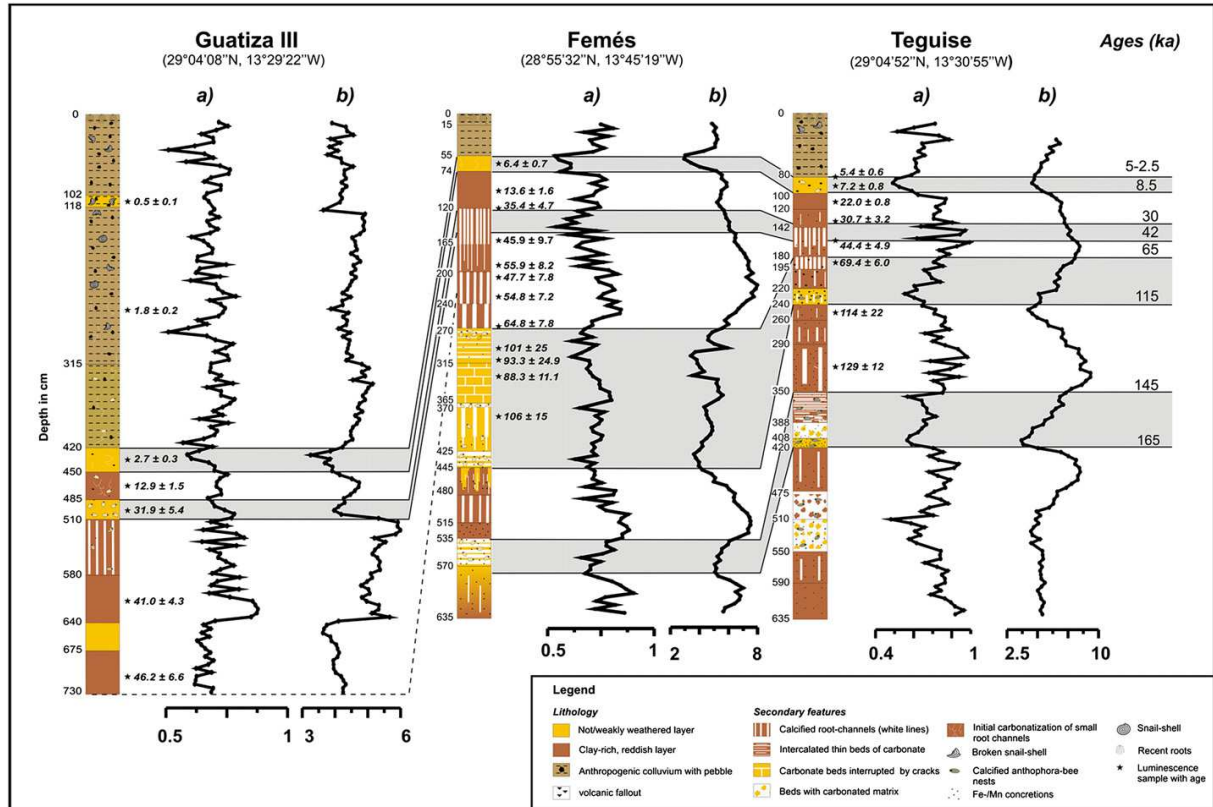 Guatiza III
(29°04'08''N, 13°29'22''W)
a)
b)
Depth in cm
0
102
118
315
420
450
485
510
580
640
675
730
★ 0.5 ± 0.1
★ 1.8 ± 0.2
★ 2.7 ± 0.3
★ 12.9 ± 1.5
★ 31.9 ± 5.4
★ 41.0 ± 4.3
★ 46.2 ± 6.6
0.5 1
3 6
Femés
(28°55'32''N, 13°45'19''W)
a)
b)
0
15
55
74
120
165
200
240
270
315
365
370
425
445
480
515
535
570
635
★ 6.4 ± 0.7
★ 13.6 ± 1.6
★ 35.4 ± 4.7
★ 45.9 ± 9.7
★ 55.9 ± 8.2
★ 47.7 ± 7.8
★ 54.8 ± 7.2
★ 64.8 ± 7.8
★ 101 ± 25
★ 93.3 ± 24.9
★ 88.3 ± 11.1
★ 106 ± 15
0.5 1
2 8
Teguise
(29°04'52''N, 13°30'55''W)
a)
b)
0
80
100
120
142
180
195
220
240
260
290
350
388
408
420
475
510
550
590
635
★ 5.4 ± 0.6
★ 7.2 ± 0.8
★ 22.0 ± 0.8
★ 30.7 ± 3.2
★ 44.4 ± 4.9
★ 69.4 ± 6.0
★ 114 ± 22
★ 129 ± 12
0.4 1
2.5 10
Ages (ka)
5-2.5
8.5
30
42
65
115
145
165
Legend
Lithology
Not/weakly weathered layer
Clay-rich, reddish layer
Anthropogenic colluvium with pebble
volcanic fallout
Secondary features
Calcified root-channels (white lines)
Intercalated thin beds of carbonate
Carbonate beds interrupted by cracks
Beds with carbonated matrix
Initial carbonatization of small
root channels
Broken snail-shell
Calcified anthophora-bee
nests
Fe-/Mn concretions
Snail-shell
Recent roots
Luminescence
sample with age